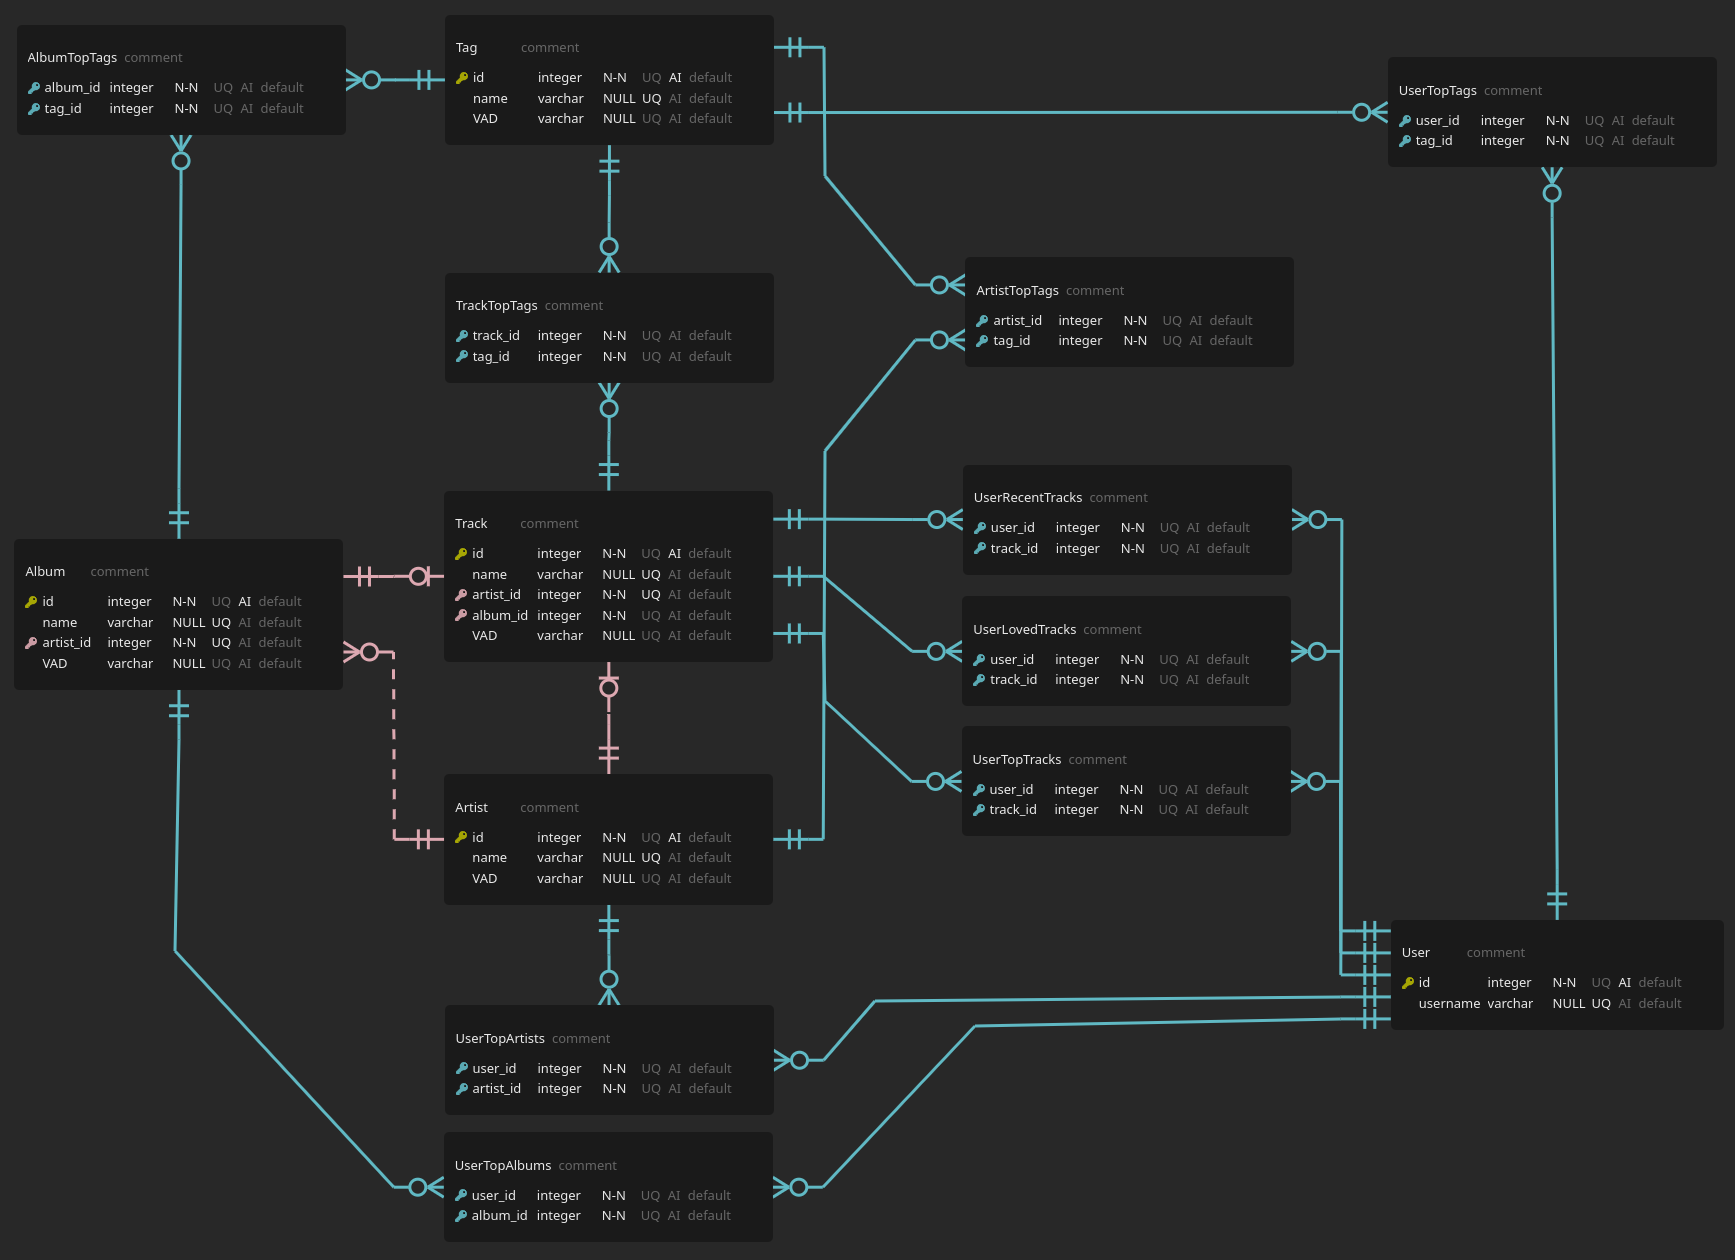 AlbumTopTags comment
album_id integer N-N UQ AI default
tag_id integer N-N UQ AI default
Tag comment
id integer N-N UQ AI default
name varchar NULL UQ AI default
VAD varchar NULL UQ AI default
UserTopTags comment
user_id integer N-N UQ AI default
tag_id integer N-N UQ AI default
TrackTopTags comment
track_id integer N-N UQ AI default
tag_id integer N-N UQ AI default
ArtistTopTags comment
artist_id integer N-N UQ AI default
tag_id integer N-N UQ AI default
Album comment
id integer N-N UQ AI default
name varchar NULL UQ AI default
artist_id integer N-N UQ AI default
VAD varchar NULL UQ AI default
Track comment
id integer N-N UQ AI default
name varchar NULL UQ AI default
artist_id integer N-N UQ AI default
album_id integer N-N UQ AI default
VAD varchar NULL UQ AI default
UserRecentTracks comment
user_id integer N-N UQ AI default
track_id integer N-N UQ AI default
UserLovedTracks comment
user_id integer N-N UQ AI default
track_id integer N-N UQ AI default
UserTopTracks comment
user_id integer N-N UQ AI default
track_id integer N-N UQ AI default
Artist comment
id integer N-N UQ AI default
name varchar NULL UQ AI default
VAD varchar NULL UQ AI default
User comment
id integer N-N UQ AI default
username varchar NULL UQ AI default
UserTopArtists comment
user_id integer N-N UQ AI default
artist_id integer N-N UQ AI default
UserTopAlbums comment
user_id integer N-N UQ AI default
album_id integer N-N UQ AI default